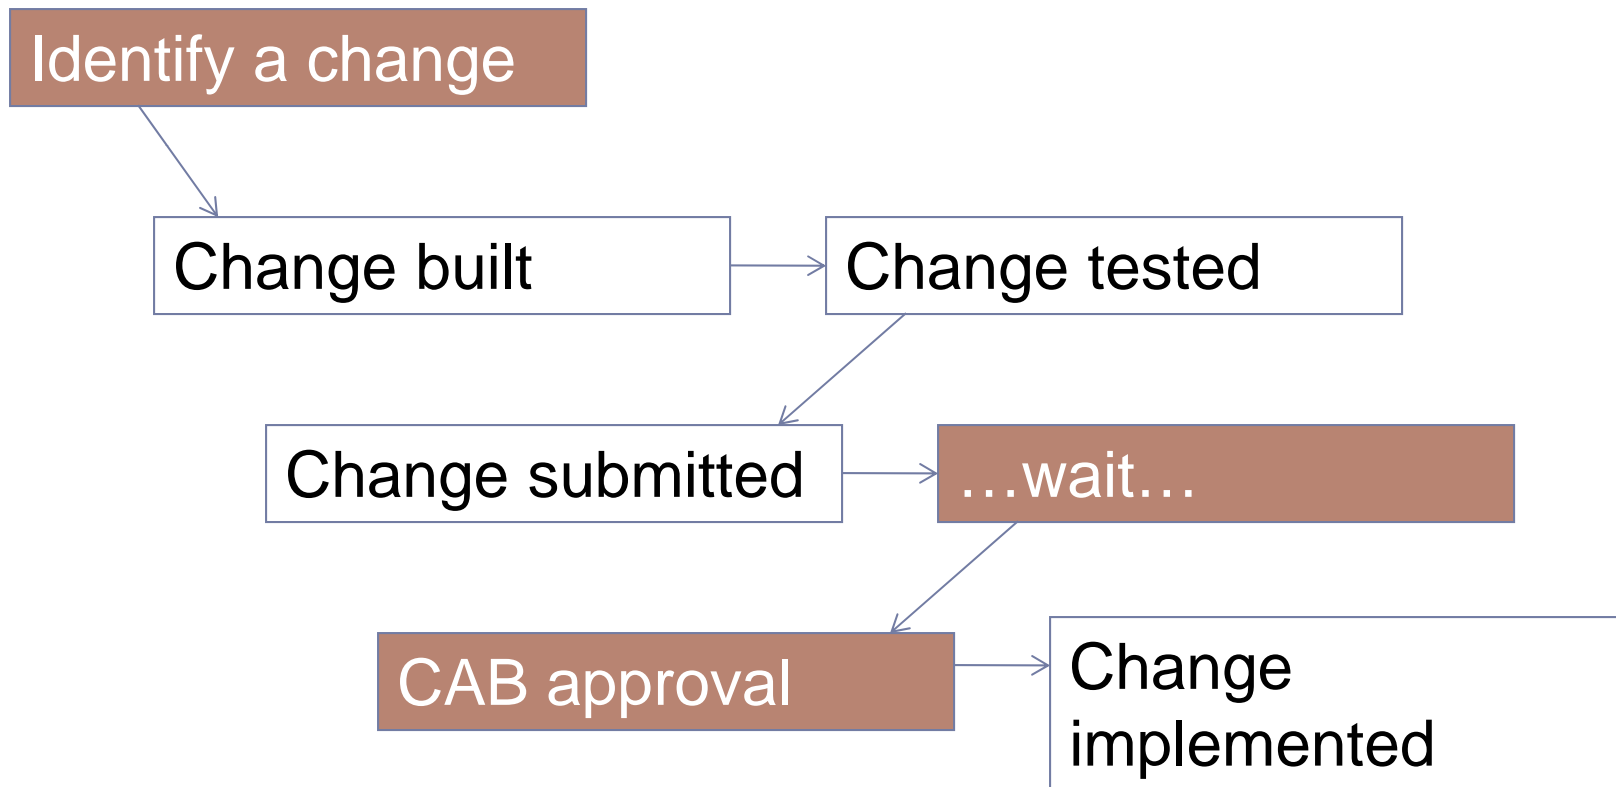 Identify a change
Change built
Change tested
Change submitted
…wait…
CAB approval
Change
implemented